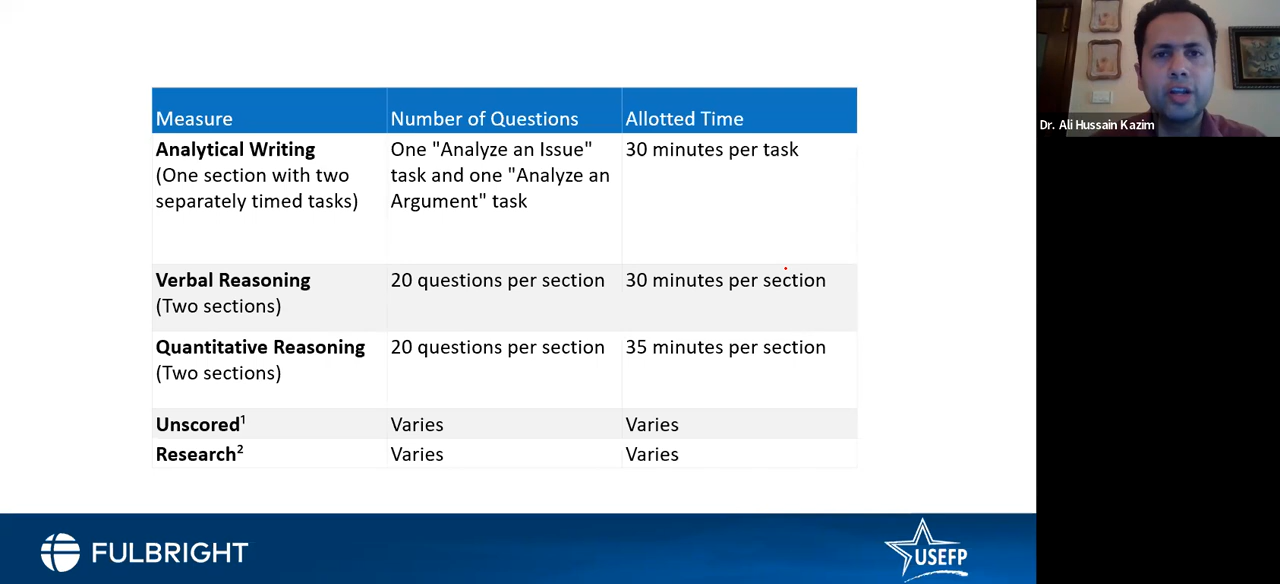 Measure
Number of Questions
Allotted Time
Analytical Writing
(One section with two
separately timed tasks)
One "Analyze an Issue"
task and one "Analyze an
Argument" task
30 minutes per task
Verbal Reasoning
(Two sections)
20 questions per section
30 minutes per section
Quantitative Reasoning
(Two sections)
20 questions per section
35 minutes per section
Unscored¹
Varies
Varies
Research²
Varies
Varies
FULBRIGHT
USEFP
Dr. Ali Hussain Kazim